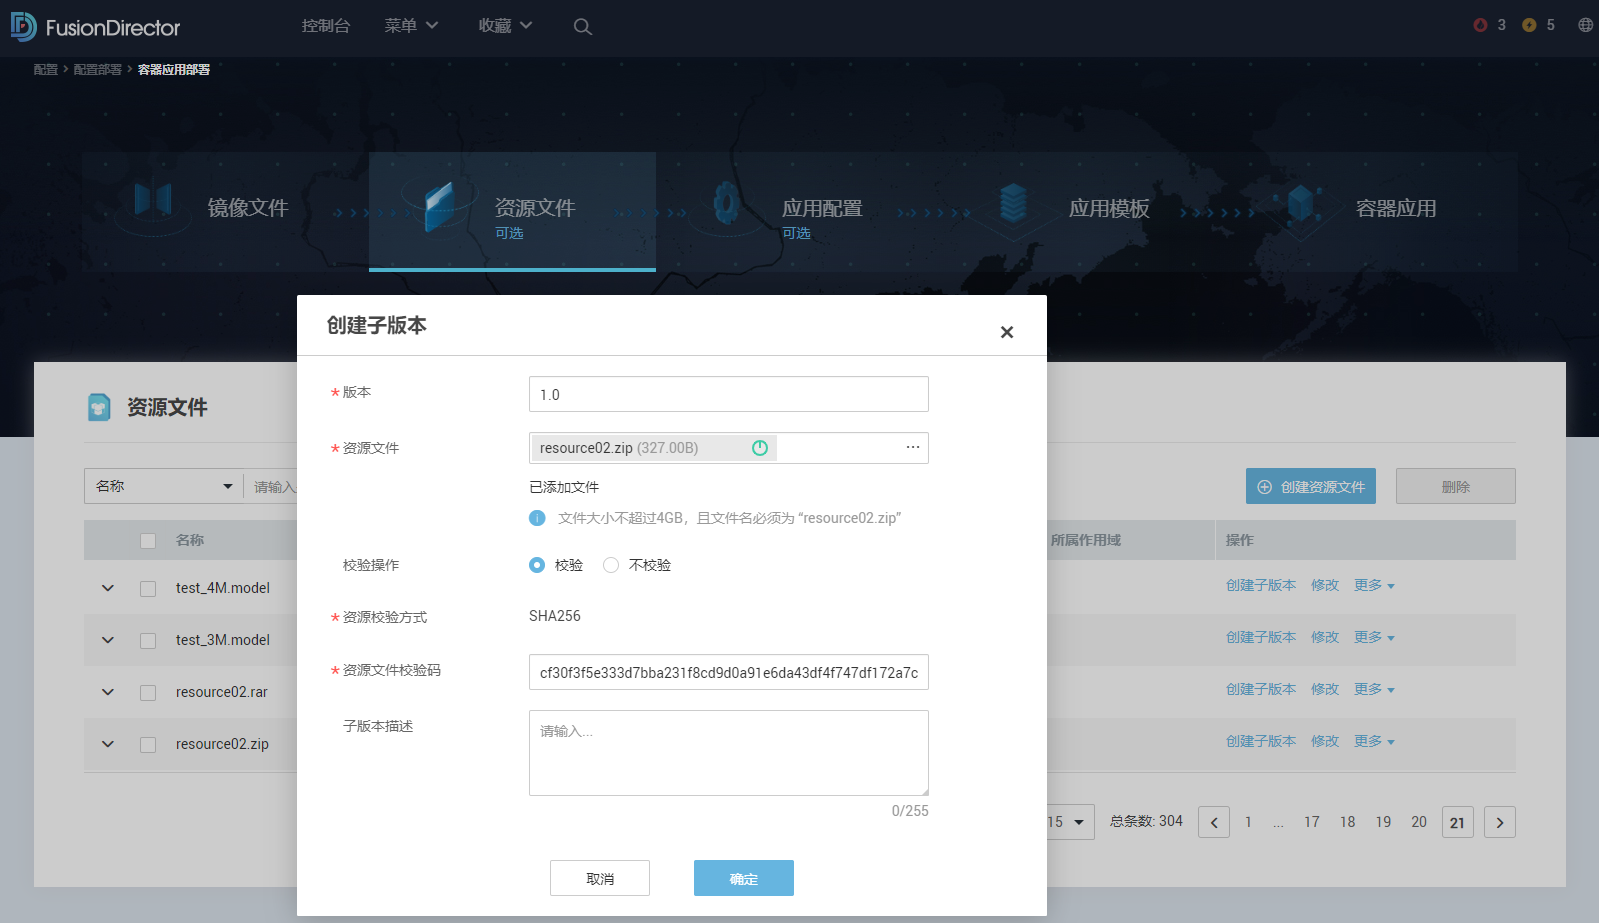 FusionDirector
控制台
菜单
收藏
3
5
配置 > 配置部署 > 容器应用部署
镜像文件
资源文件
可选
应用配置
可选
应用模板
容器应用
创建子版本
* 版本
1.0
* 资源文件
resource02.zip (327.00B)
...
已添加文件
文件大小不超过4GB，且文件名必须为 “resource02.zip”
校验操作
校验
不校验
* 资源校验方式
SHA256
* 资源文件校验码
cf30f3f5e333d7bba231f8cd9d0a91e6da43df4f747df172a7c
子版本描述
请输入...
0/255
取消
确定
资源文件
名称
请输入
创建资源文件
删除
名称
所属作用域
操作
test_4M.model
创建子版本 修改 更多
test_3M.model
创建子版本 修改 更多
resource02.rar
创建子版本 修改 更多
resource02.zip
创建子版本 修改 更多
15
总条数: 304
< 1 ... 17 18 19 20 21 >